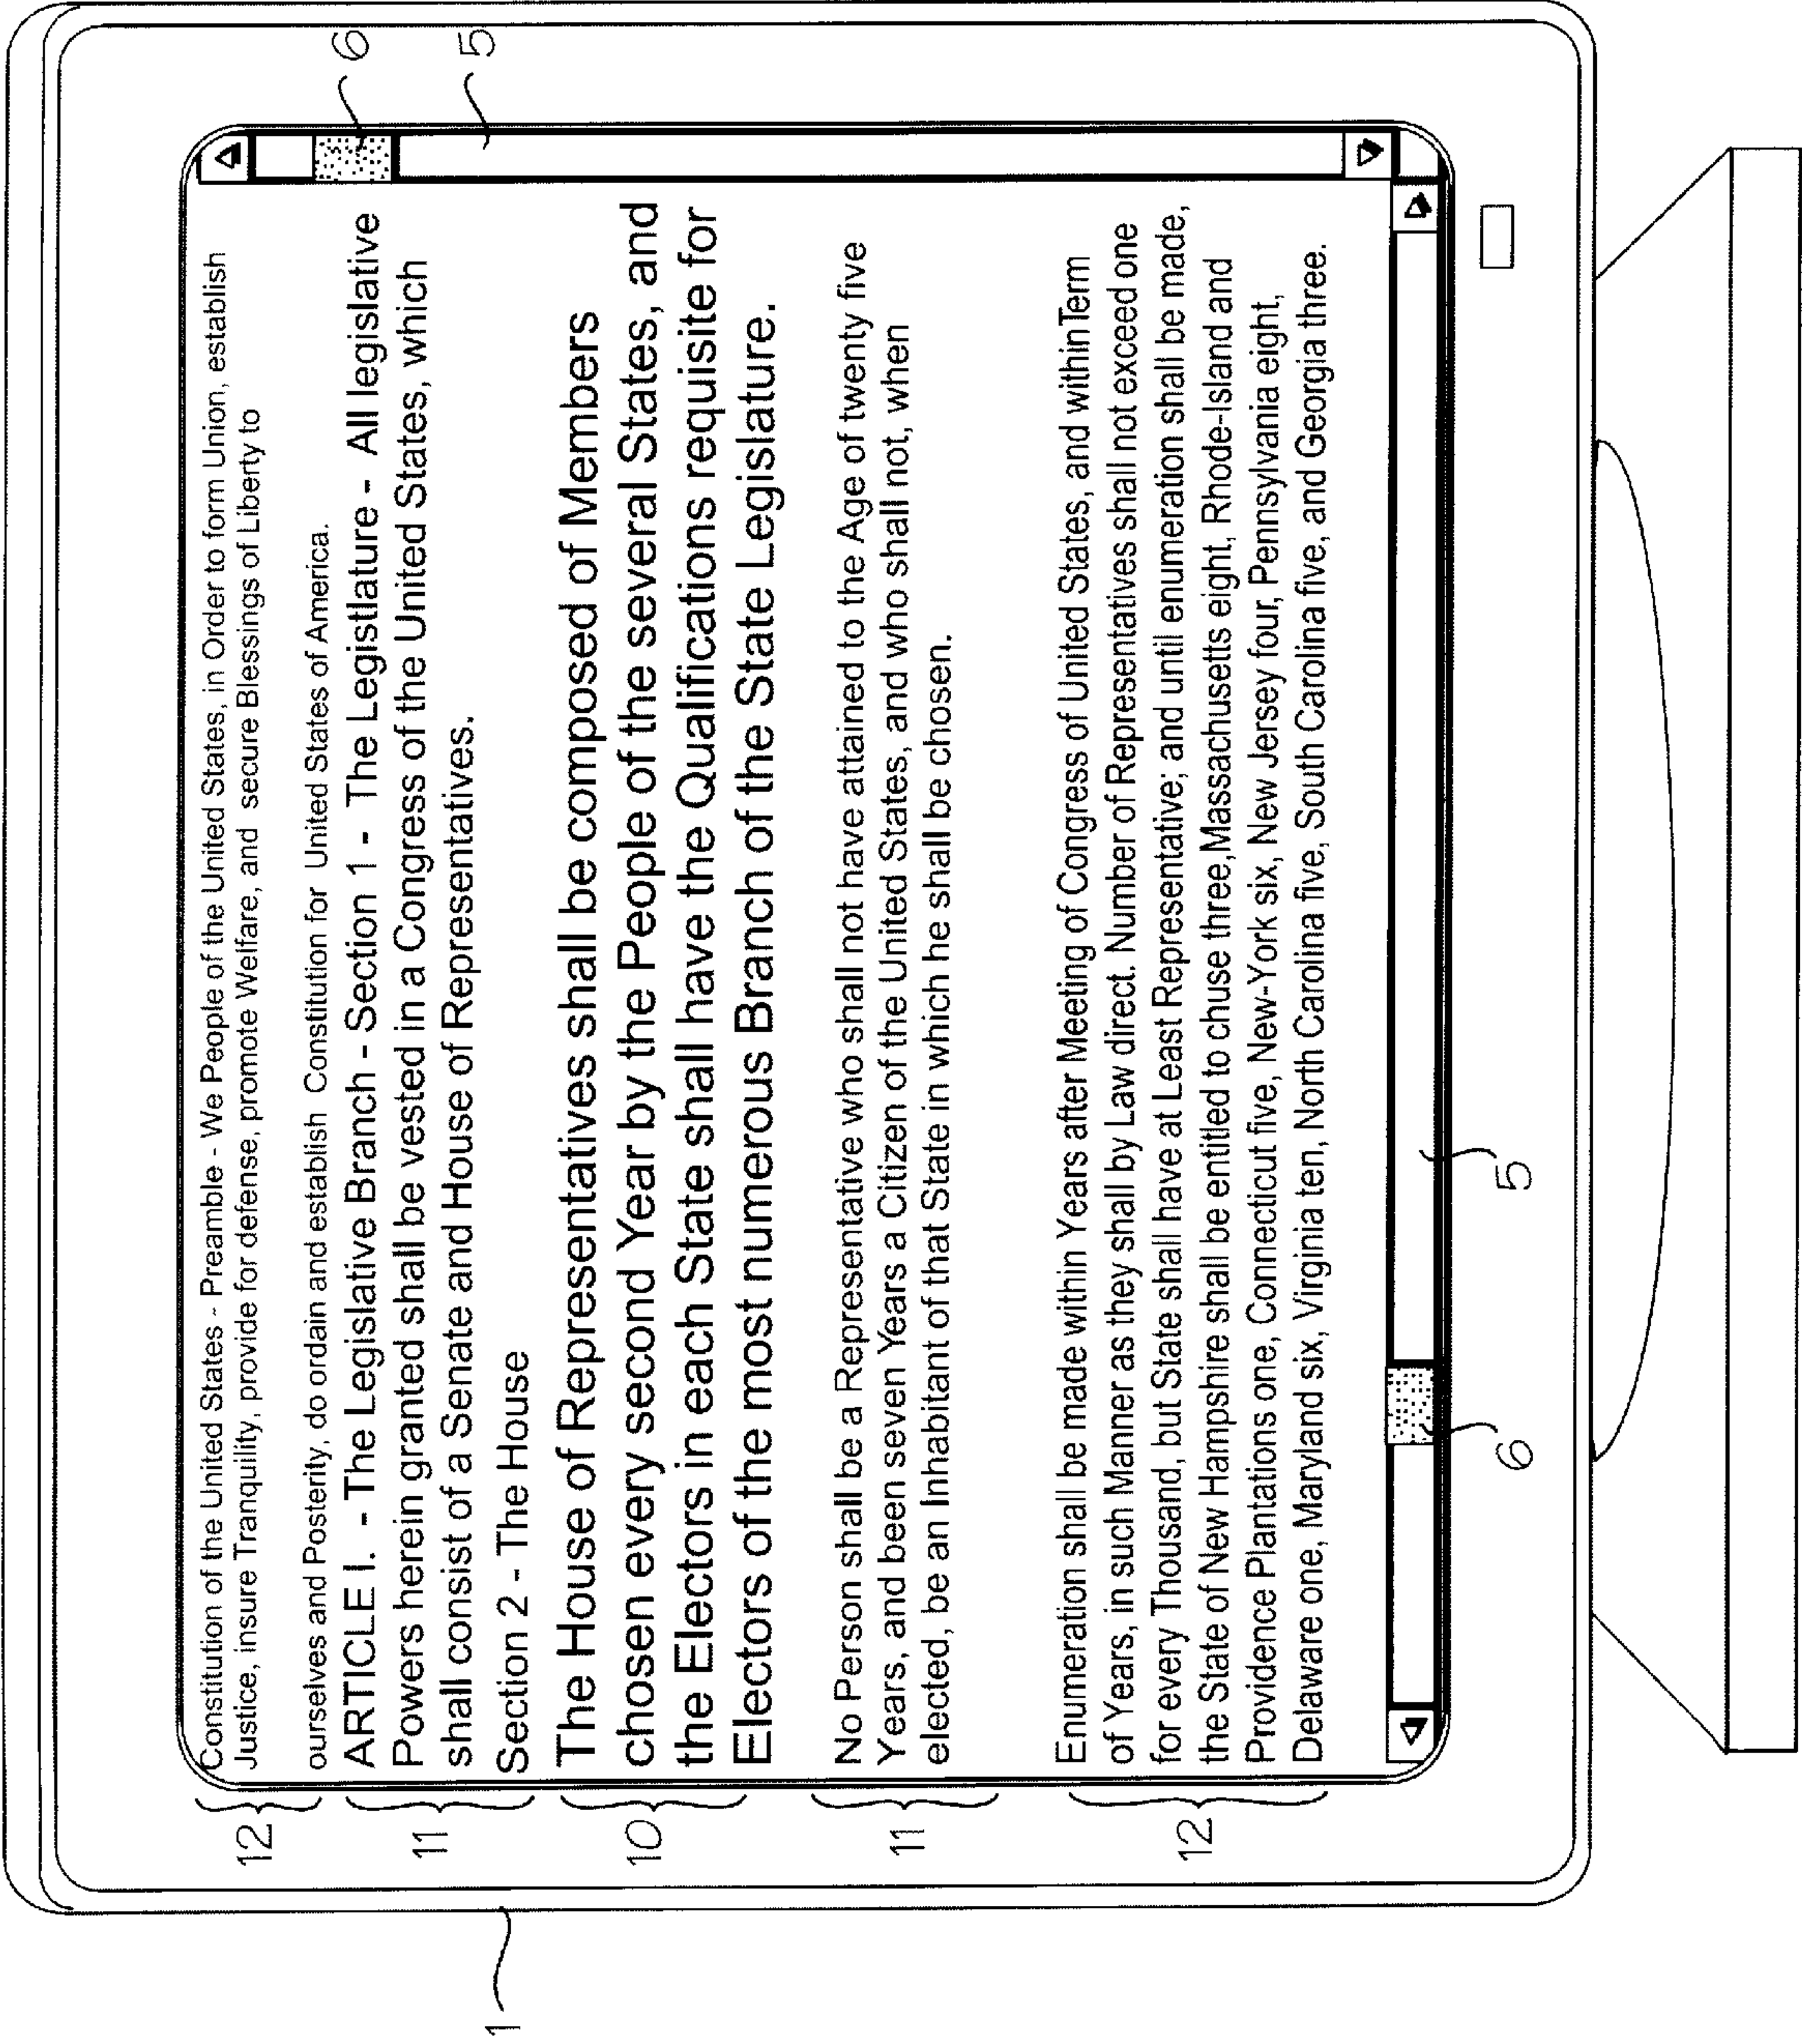 Constitution of the United States - Preamble - We People of the United States, in Order to form Union, establish
Justice, insure Tranquility, provide for defense, promote Welfare, and secure Blessings of Liberty to
ourselves and Posterity, do ordain and establish Constitution for United States of America.
ARTICLE I. - The Legislative Branch - Section 1 - The Legistlature - All legislative
Powers herein granted shall be vested in a Congress of the United States, which
shall consist of a Senate and House of Representatives.
Section 2 - The House
The House of Representatives shall be composed of Members
chosen every second Year by the People of the several States, and
the Electors in each State shall have the Qualifications requisite for
Electors of the most numerous Branch of the State Legislature.
No Person shall be a Representative who shall not have attained to the Age of twenty five
Years, and been seven Years a Citizen of the United States, and who shall not, when
elected, be an Inhabitant of that State in which he shall be chosen.
Enumeration shall be made within Years after Meeting of Congress of United States, and withinTerm
of Years, in such Manner as they shall by Law direct. Number of Representatives shall not exceed one
for every Thousand, but State shall have at Least Representative; and until enumeration shall be made,
the State of New Hampshire shall be entitled to chuse three,Massachusetts eight, Rhode-Island and
Providence Plantations one, Connecticut five, New-York six, New Jersey four, Pennsylvania eight,
Delaware one, Maryland six, Virginia ten, North Carolina five, South Carolina five, and Georgia three.
12
11
10
11
12
1
6
5
5
6